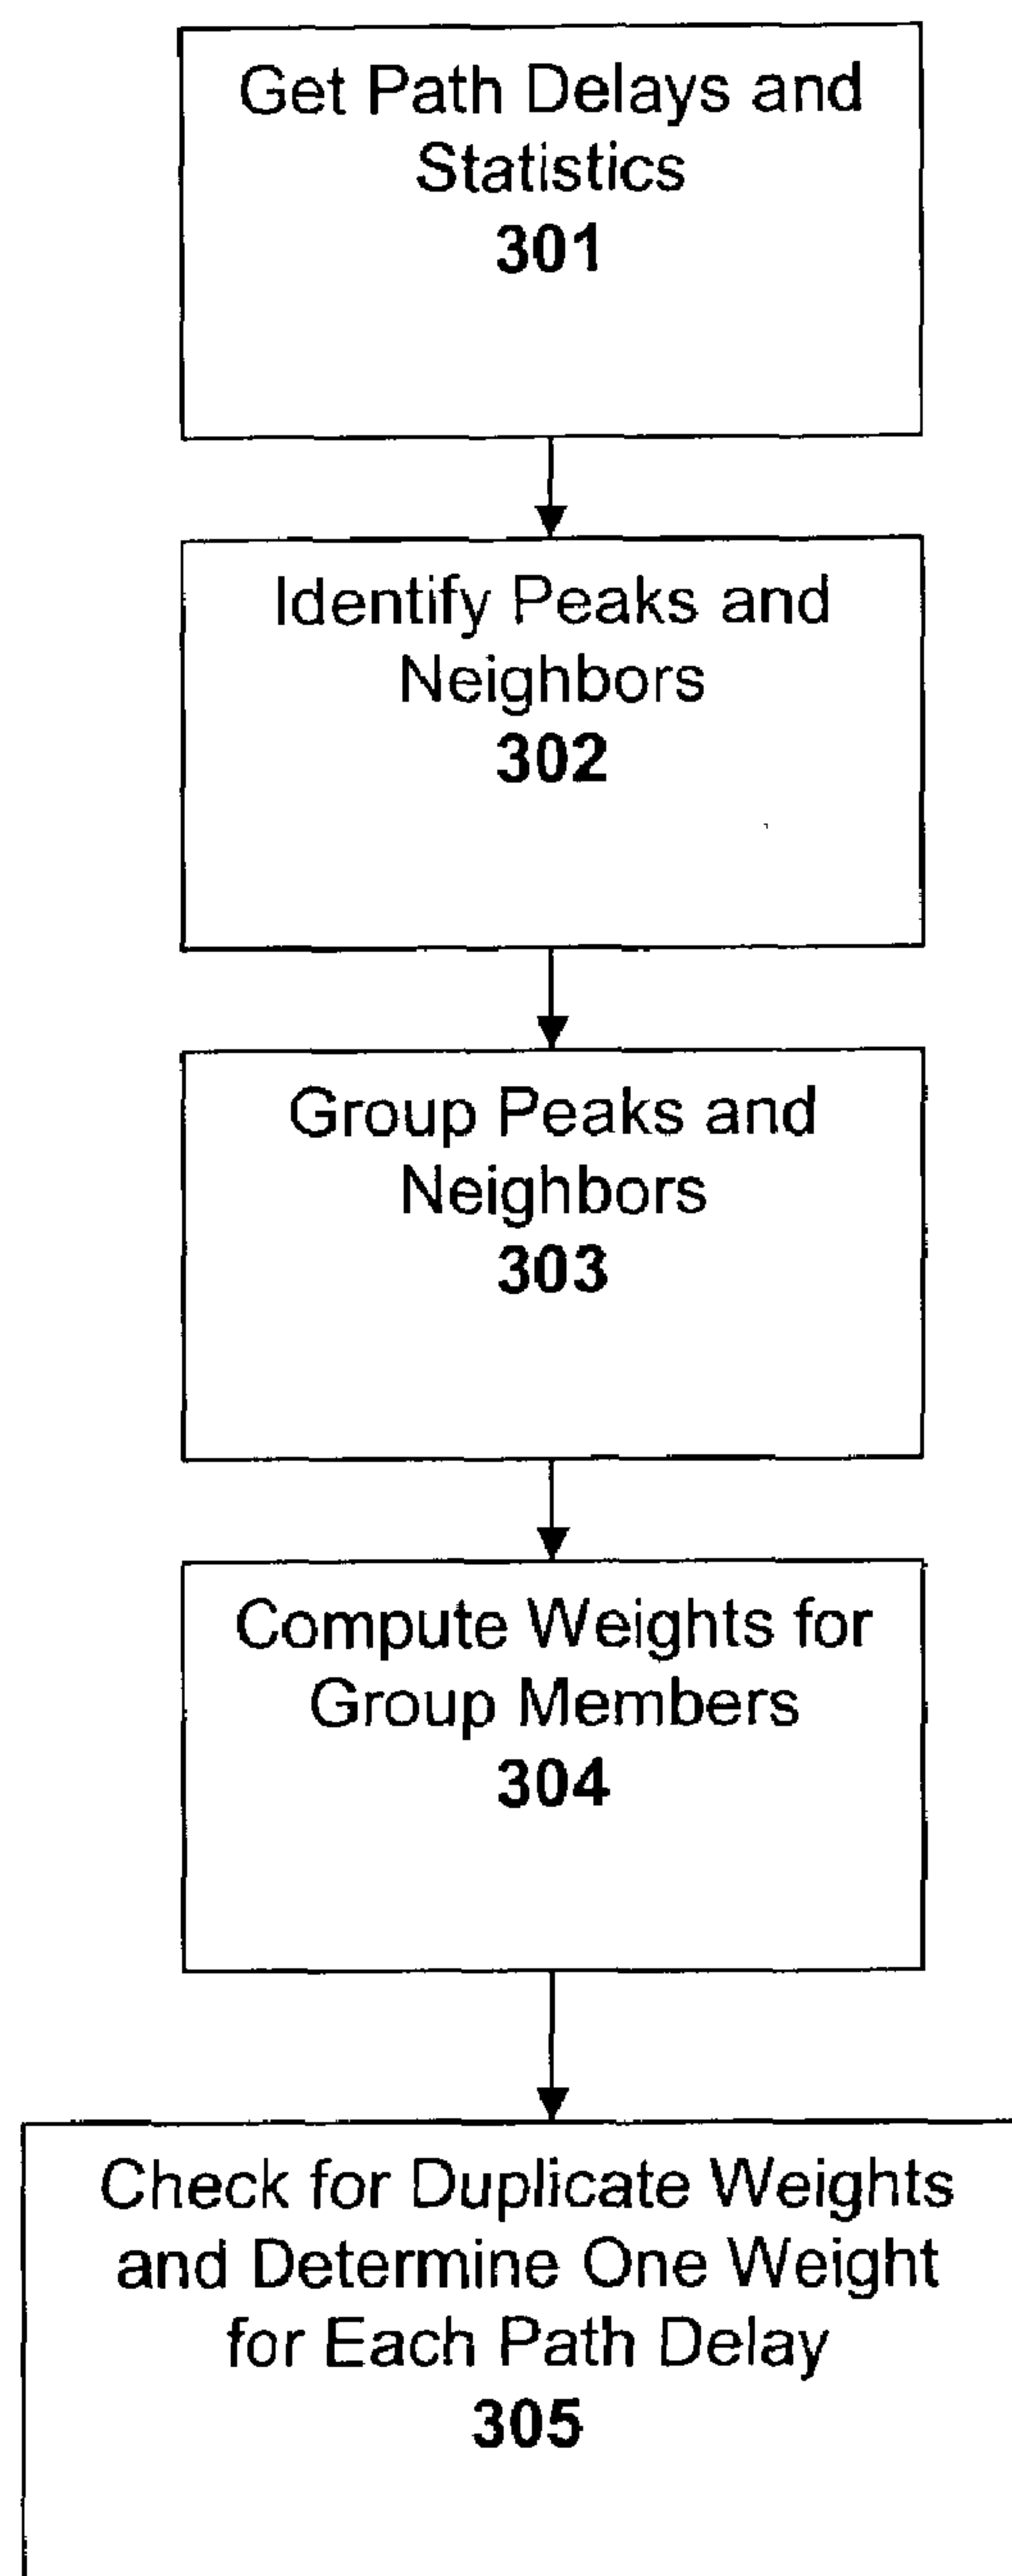 Get Path Delays and
Statistics
301
Identify Peaks and
Neighbors
302
Group Peaks and
Neighbors
303
Compute Weights for
Group Members
304
Check for Duplicate Weights
and Determine One Weight
for Each Path Delay
305